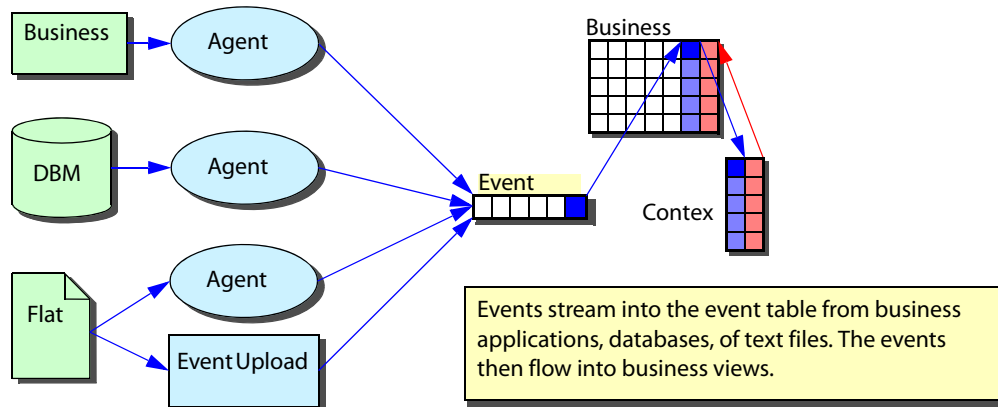 Business
Agent
Business
DBM
Agent
Event
Contex
Flat
Agent
Event Upload
Events stream into the event table from business
applications, databases, of text files. The events
then flow into business views.